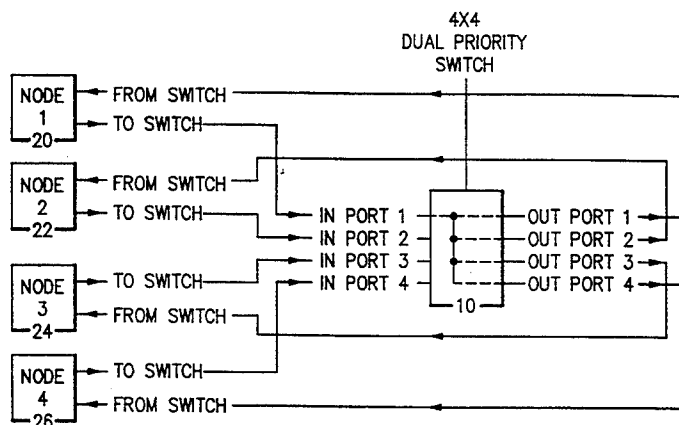 4X4
DUAL PRIORITY
SWITCH
NODE
1
20
FROM SWITCH
TO SWITCH
NODE
2
22
FROM SWITCH
TO SWITCH
NODE
3
24
TO SWITCH
FROM SWITCH
NODE
4
26
TO SWITCH
FROM SWITCH
IN PORT 1
IN PORT 2
IN PORT 3
IN PORT 4
10
OUT PORT 1
OUT PORT 2
OUT PORT 3
OUT PORT 4